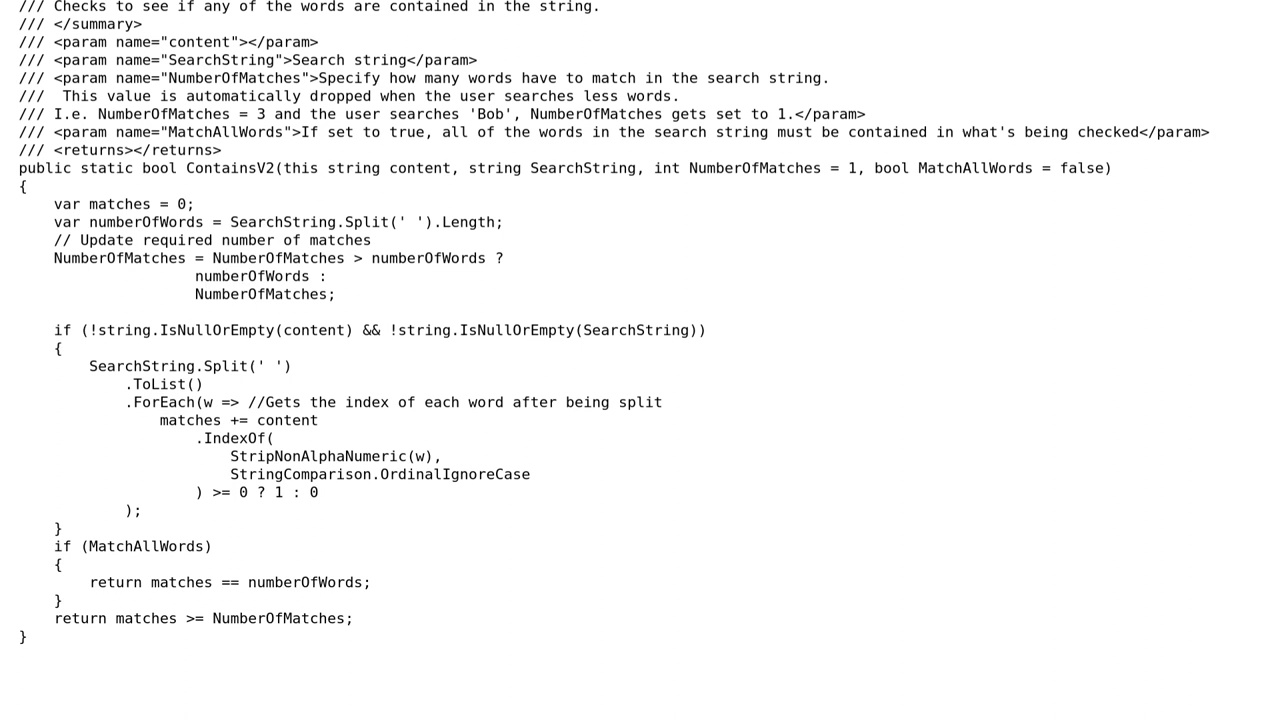 /// Checks to see if any of the words are contained in the string.
/// </summary>
/// <param name="content"></param>
/// <param name="SearchString">Search string</param>
/// <param name="NumberOfMatches">Specify how many words have to match in the search string.
///  This value is automatically dropped when the user searches less words.
/// I.e. NumberOfMatches = 3 and the user searches 'Bob', NumberOfMatches gets set to 1.</param>
/// <param name="MatchAllWords">If set to true, all of the words in the search string must be contained in what's being checked</param>
/// <returns></returns>
public static bool ContainsV2(this string content, string SearchString, int NumberOfMatches = 1, bool MatchAllWords = false)
{
    var matches = 0;
    var numberOfWords = SearchString.Split(' ').Length;
    // Update required number of matches
    NumberOfMatches = NumberOfMatches > numberOfWords ?
                    numberOfWords :
                    NumberOfMatches;

    if (!string.IsNullOrEmpty(content) && !string.IsNullOrEmpty(SearchString))
    {
        SearchString.Split(' ')
            .ToList()
            .ForEach(w => //Gets the index of each word after being split
                matches += content
                    .IndexOf(
                        StripNonAlphaNumeric(w),
                        StringComparison.OrdinalIgnoreCase
                    ) >= 0 ? 1 : 0
            );
    }
    if (MatchAllWords)
    {
        return matches == numberOfWords;
    }
    return matches >= NumberOfMatches;
}